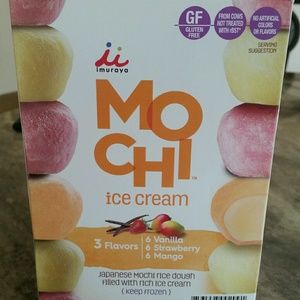 GF
GLUTEN
FREE
FROM COWS
NOT TREATED
WITH rBST*
NO ARTIFICIAL
COLORS
OR FLAVORS
SERVING
SUGGESTION
imuraya
MO
CHI™
ice cream
3 Flavors
6 Vanilla
6 Strawberry
6 Mango
Japanese Mochi rice dough
filled with rich ice cream
( Keep Frozen )